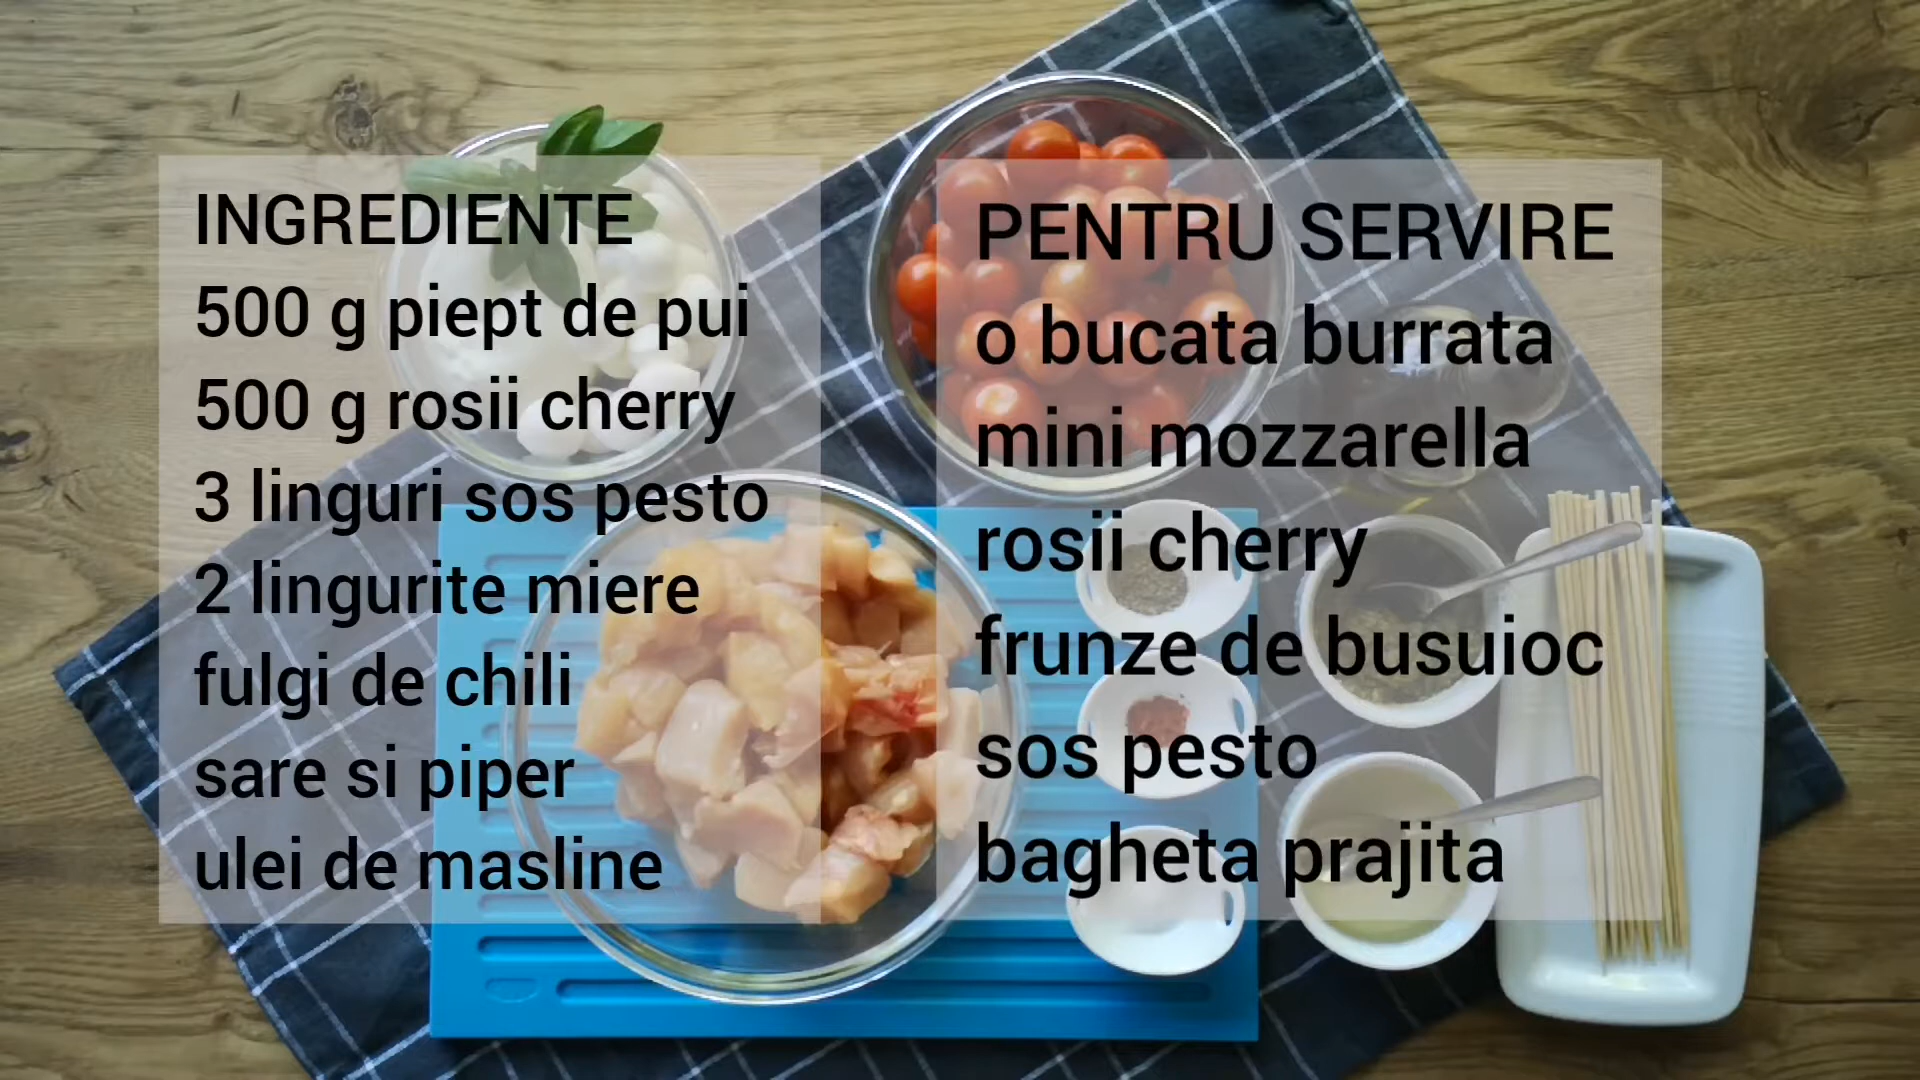 INGREDIENTE
500 g piept de pui
500 g rosii cherry
3 linguri sos pesto
2 lingurite miere
fulgi de chili
sare si piper
ulei de masline
PENTRU SERVIRE
o bucata burrata
mini mozzarella
rosii cherry
frunze de busuioc
sos pesto
bagheta prajita